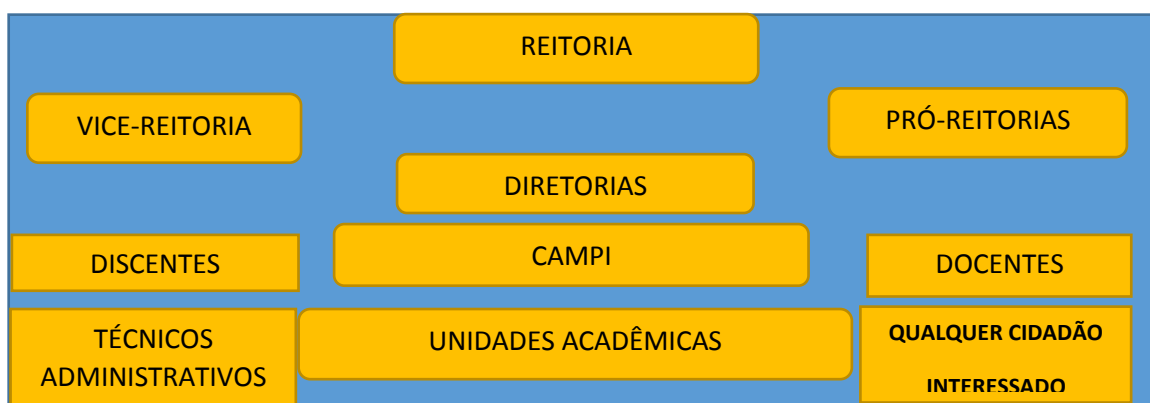 REITORIA
VICE-REITORIA
PRÓ-REITORIAS
DIRETORIAS
DISCENTES
CAMPI
DOCENTES
TÉCNICOS
ADMINISTRATIVOS
UNIDADES ACADÊMICAS
QUALQUER CIDADÃO
INTERESSADO